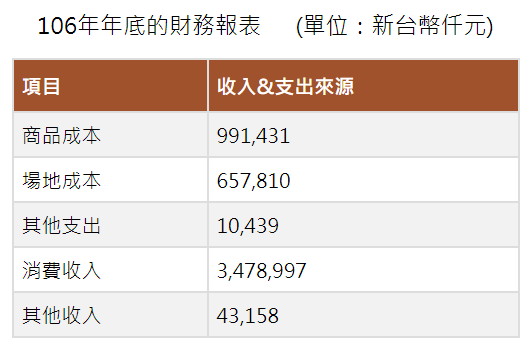 106年年底的財務報表 (單位：新台幣仟元)
項目 收入&支出來源
商品成本 991,431
場地成本 657,810
其他支出 10,439
消費收入 3,478,997
其他收入 43,158